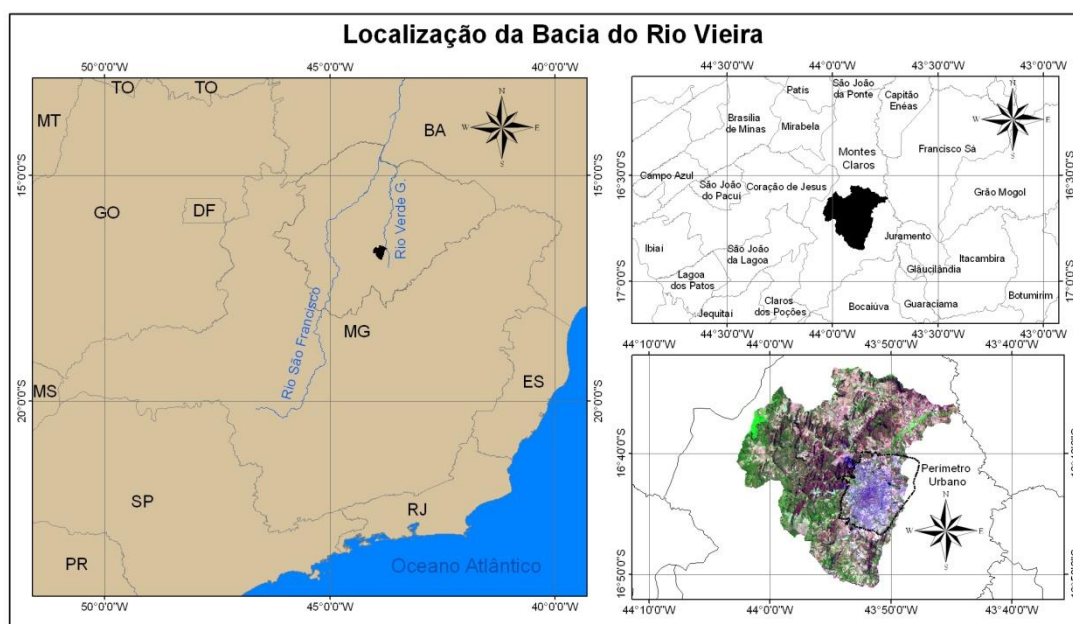 Localização da Bacia do Rio Vieira
50°0'0"W
45°0'0"W
40°0'0"W
TO
TO
MT
BA
N
W
E
S
15°0'0"S
15°0'0"S
GO
DF
Rio Verde G.
Rio São Francisco
MG
ES
MS
20°0'0"S
20°0'0"S
SP
RJ
PR
Oceano Atlântico
50°0'0"W
45°0'0"W
40°0'0"W
44°30'0"W
44°0'0"W
43°30'0"W
43°0'0"W
Patis
São João
da Ponte
Capitão
Enéas
Brasília
de Minas
Mirabela
N
W
E
S
Montes
Claros
Francisco Sá
16°30'0"S
16°30'0"S
Campo Azul
São João
do Pacuí
Coração de Jesus
Grão Mogol
Juramento
Ibiaí
São João
da Lagoa
Itacambira
Glaucilândia
17°0'0"S
17°0'0"S
Lagoa
dos Patos
Botumirim
Jequitaí
Claros
dos Poções
Bocaiúva
Guaraciama
44°30'0"W
44°0'0"W
43°30'0"W
43°0'0"W
44°10'0"W
44°0'0"W
43°50'0"W
43°40'0"W
16°40'0"S
Perimetro
Urbano
N
W
E
S
16°50'0"S
44°10'0"W
44°0'0"W
43°50'0"W
43°40'0"W